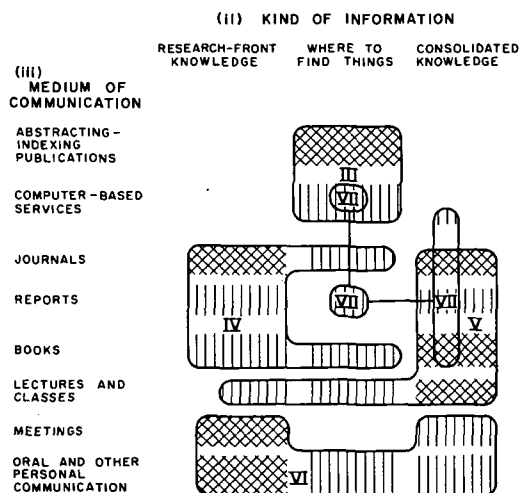 (ii) KIND OF INFORMATION
RESEARCH-FRONT KNOWLEDGE
WHERE TO FIND THINGS
CONSOLIDATED KNOWLEDGE
(iii)
MEDIUM OF
COMMUNICATION
ABSTRACTING-
INDEXING
PUBLICATIONS
III
COMPUTER-BASED
SERVICES
VII
JOURNALS
REPORTS
VII
VII
IV
V
BOOKS
LECTURES AND
CLASSES
MEETINGS
ORAL AND OTHER
PERSONAL
COMMUNICATION
VI